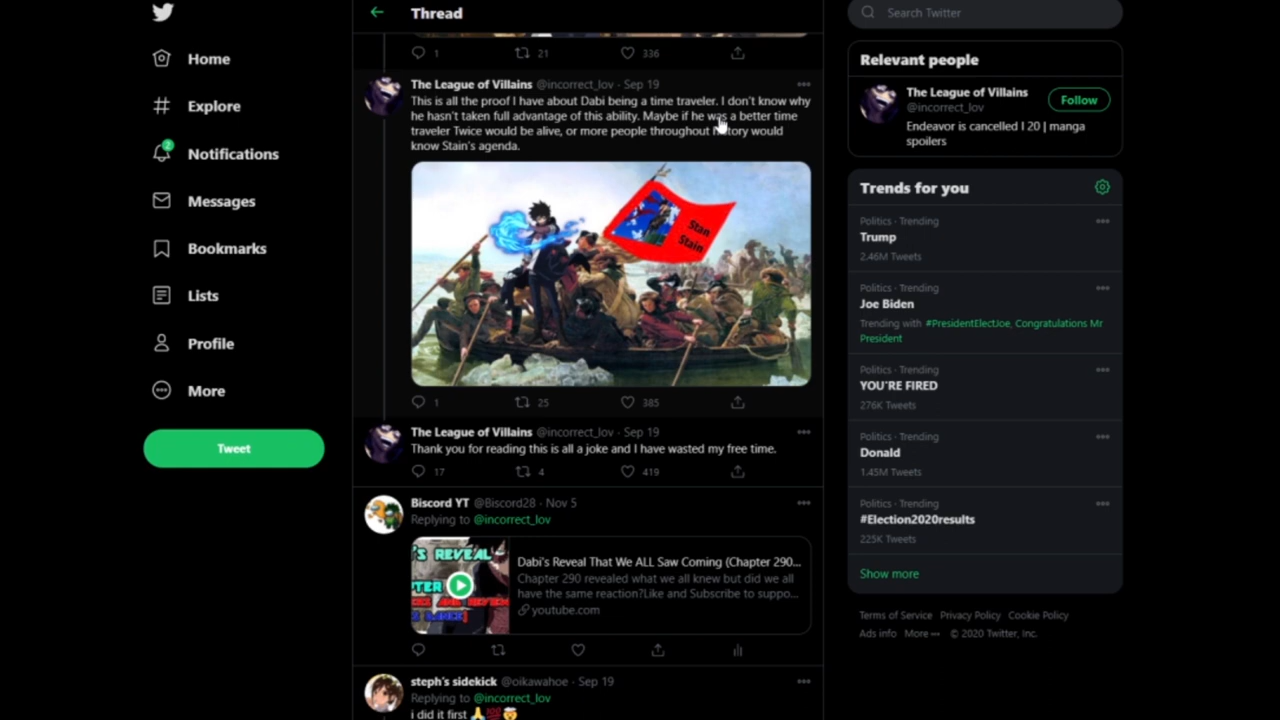 Home
Explore
2
Notifications
Messages
Bookmarks
Lists
Profile
More
Tweet
Thread
1 21 336
The League of Villains @incorrect_lov · Sep 19
This is all the proof I have about Dabi being a time traveler. I don't know why
he hasn't taken full advantage of this ability. Maybe if he was a better time
traveler Twice would be alive, or more people throughout history would
know Stain's agenda.
Stan
Stain
1 25 385
The League of Villains @incorrect_lov · Sep 19
Thank you for reading this is all a joke and I have wasted my free time.
17 4 419
Biscord YT @Biscord28 · Nov 5
Replying to @incorrect_lov
'S REVEAL
Dabi's Reveal That We ALL Saw Coming (Chapter 290...
Chapter 290 revealed what we all knew but did we all
have the same reaction?Like and Subscribe to suppo...
youtube.com
steph's sidekick @oikawahoe · Sep 19
Replying to @incorrect_lov
i did it first 🙏💯🤯
Search Twitter
Relevant people
The League of Villains
@incorrect_lov
Follow
Endeavor is cancelled I 20 | manga
spoilers
Trends for you
Politics · Trending
Trump
2.46M Tweets
Politics · Trending
Joe Biden
Trending with #PresidentElectJoe, Congratulations Mr
President
Politics · Trending
YOU'RE FIRED
276K Tweets
Politics · Trending
Donald
1.45M Tweets
Politics · Trending
#Election2020results
225K Tweets
Show more
Terms of Service Privacy Policy Cookie Policy
Ads info More ··· © 2020 Twitter, Inc.